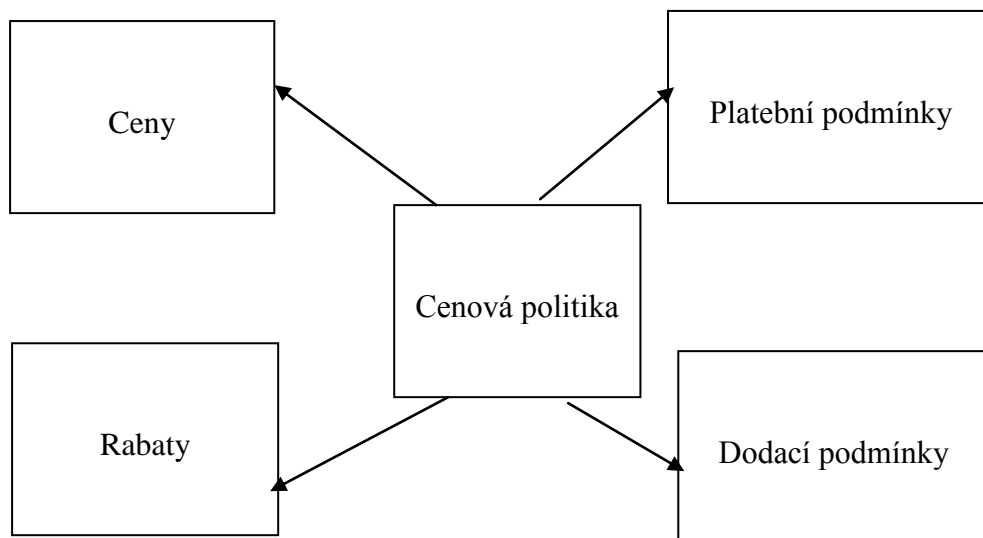 Ceny
Platební podmínky
Cenová politika
Rabaty
Dodací podmínky